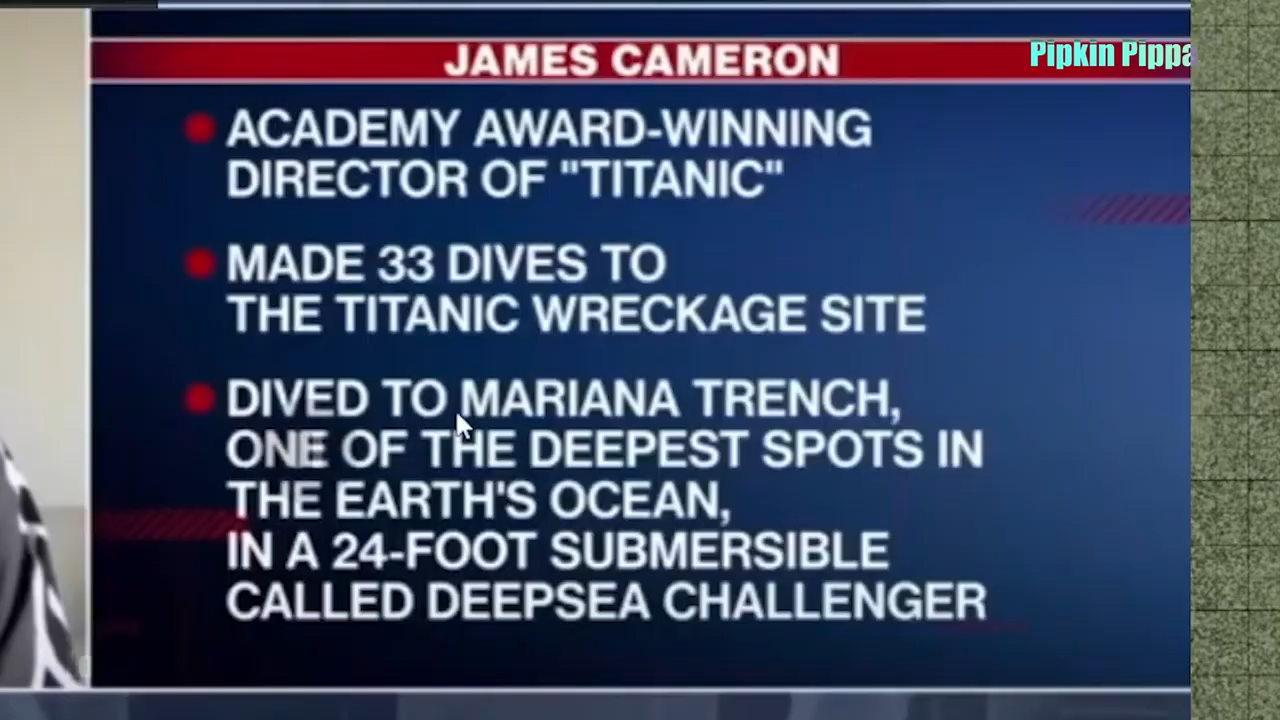 JAMES CAMERON
Pipkin Pippa
ACADEMY AWARD-WINNING
DIRECTOR OF "TITANIC"
MADE 33 DIVES TO
THE TITANIC WRECKAGE SITE
DIVED TO MARIANA TRENCH,
ONE OF THE DEEPEST SPOTS IN
THE EARTH'S OCEAN,
IN A 24-FOOT SUBMERSIBLE
CALLED DEEPSEA CHALLENGER